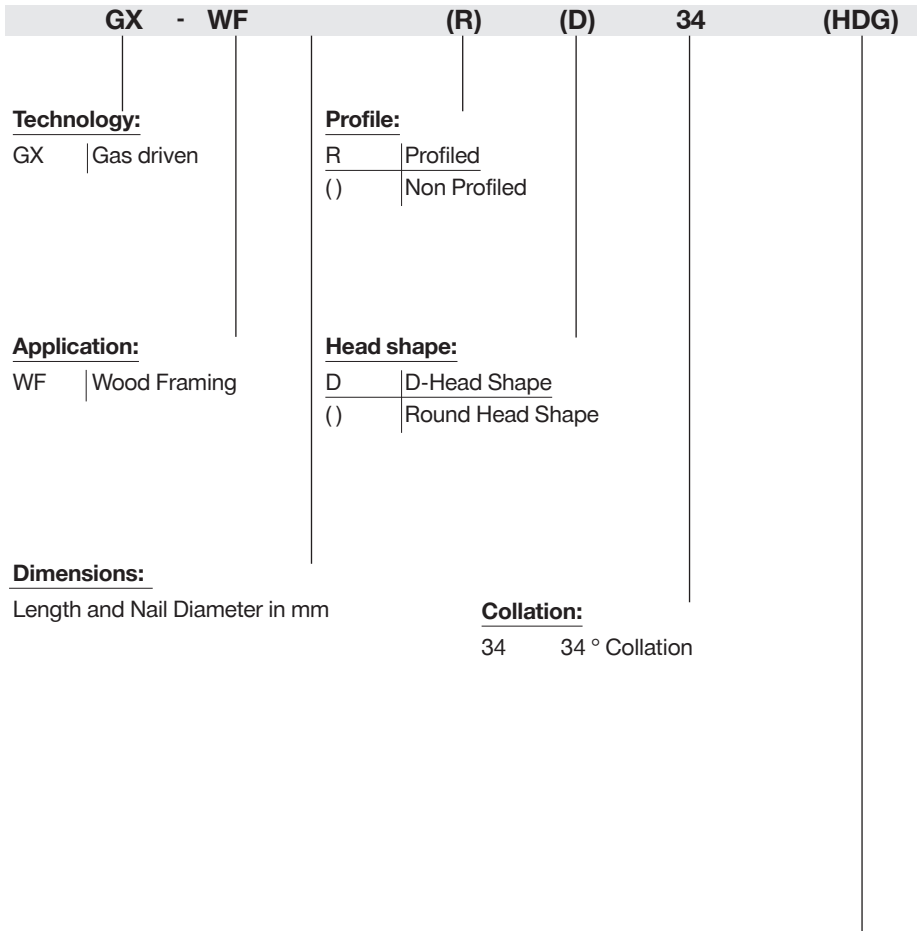 GX - WF (R) (D) 34 (HDG)
Technology:
GX Gas driven
Profile:
R Profiled
( ) Non Profiled
Application:
WF Wood Framing
Head shape:
D D-Head Shape
( ) Round Head Shape
Dimensions:
Length and Nail Diameter in mm
Collation:
34 34 ° Collation